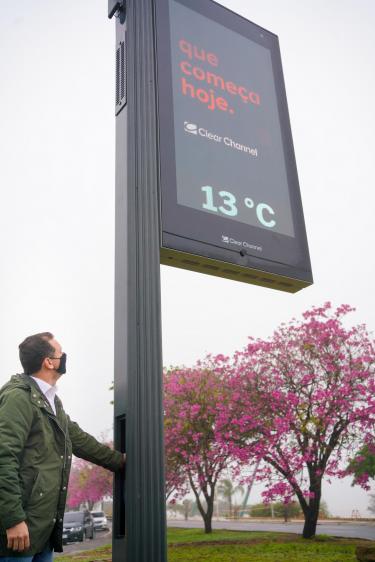 que
começa
hoje.
Clear Channel
13 °C
Clear Channel